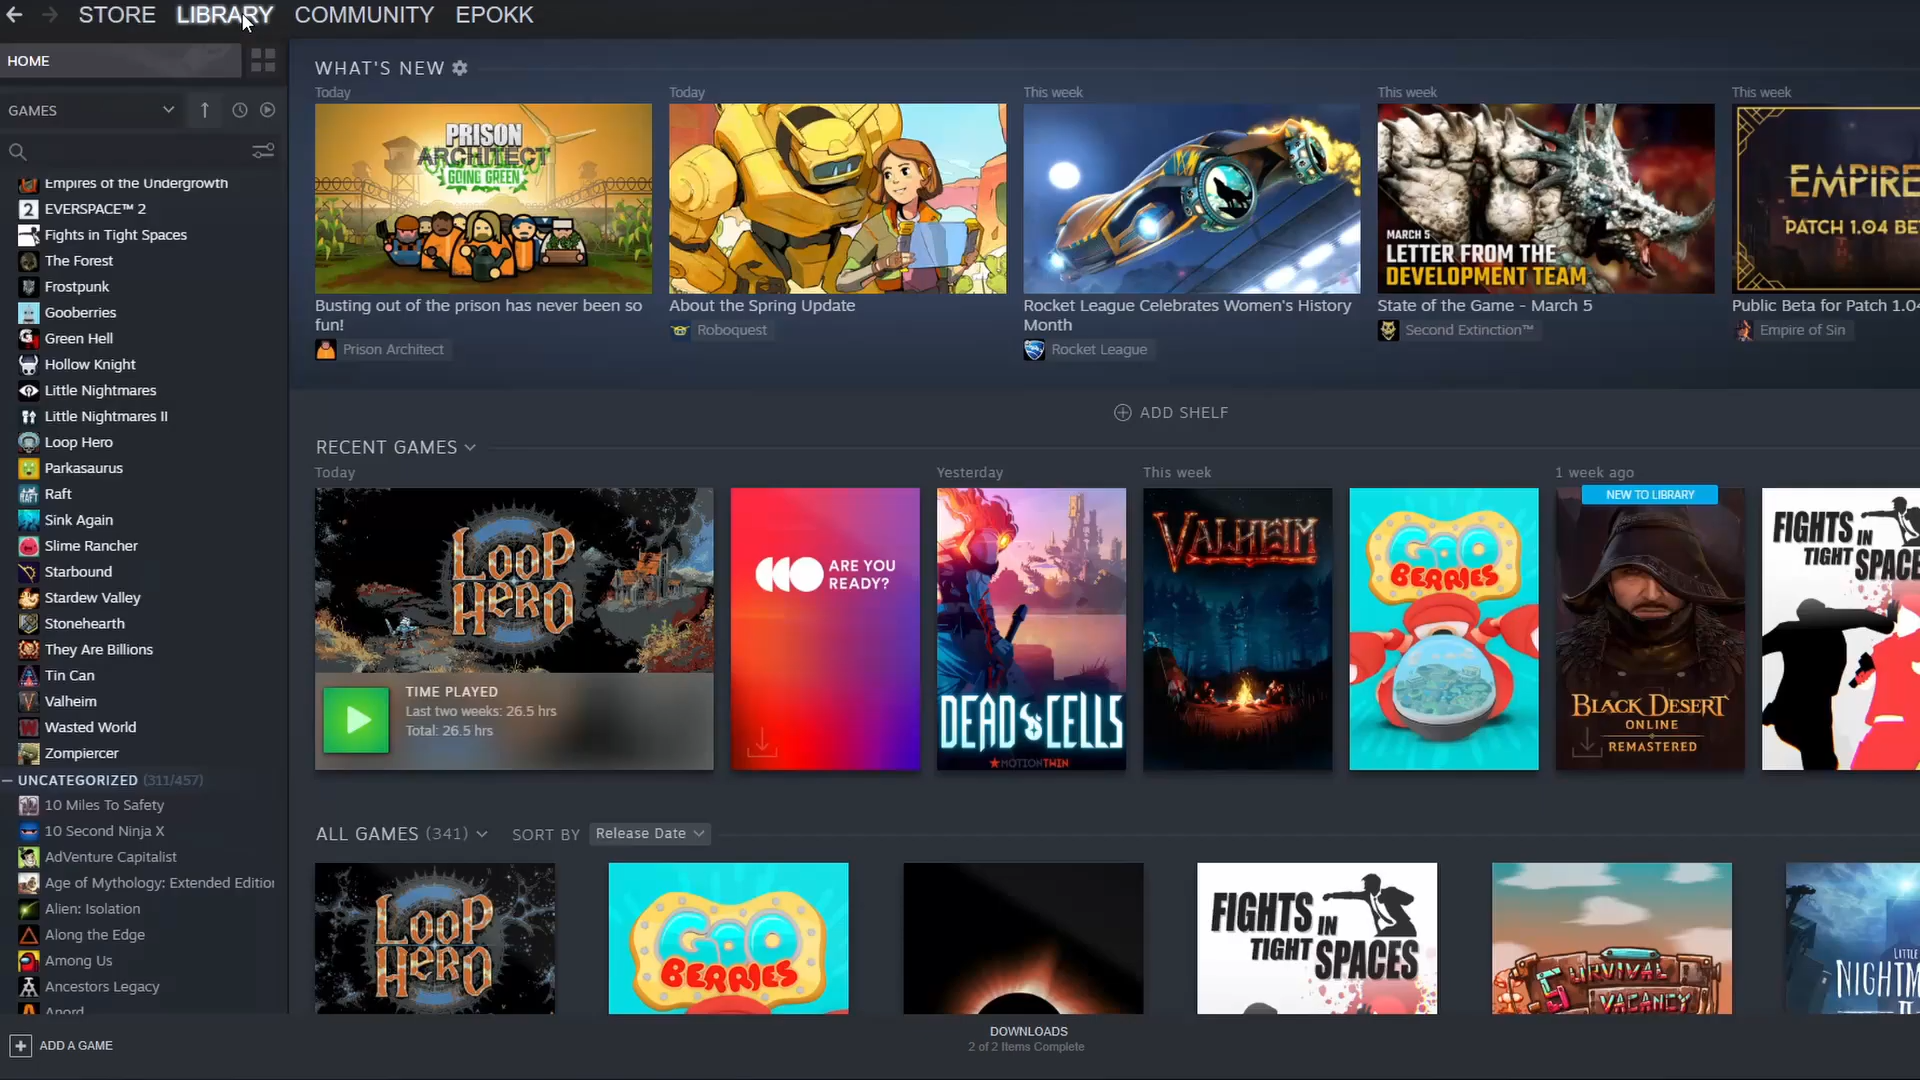 STORE LIBRARY COMMUNITY EPOKK
HOME
GAMES
Empires of the Undergrowth
EVERSPACE™ 2
Fights in Tight Spaces
The Forest
Frostpunk
Gooberries
Green Hell
Hollow Knight
Little Nightmares
Little Nightmares II
Loop Hero
Parkasaurus
Raft
Sink Again
Slime Rancher
Starbound
Stardew Valley
Stonehearth
They Are Billions
Tin Can
Valheim
Wasted World
Zompiercer
UNCATEGORIZED (311/457)
10 Miles To Safety
10 Second Ninja X
AdVenture Capitalist
Age of Mythology: Extended Edition
Alien: Isolation
Along the Edge
Among Us
Ancestors Legacy
ADD A GAME
WHAT'S NEW
Today
PRISON
ARCHITECT
GOING GREEN
Busting out of the prison has never been so
fun!
Prison Architect
Today
About the Spring Update
Roboquest
This week
Rocket League Celebrates Women's History
Month
Rocket League
This week
MARCH 5
LETTER FROM THE
DEVELOPMENT TEAM
State of the Game - March 5
Second Extinction™
This week
EMPIRE
PATCH 1.04 BE
Public Beta for Patch 1.04
Empire of Sin
ADD SHELF
RECENT GAMES
Today
LOOP
HERO
TIME PLAYED
Last two weeks: 26.5 hrs
Total: 26.5 hrs
ARE YOU
READY?
Yesterday
DEAD CELLS
MOTIONTWIN
This week
VALHEIM
GOO
BERRIES
1 week ago
NEW TO LIBRARY
BLACK DESERT
ONLINE
REMASTERED
FIGHTS
IN
TIGHT SPACES
ALL GAMES (341) SORT BY Release Date
LOOP
HERO
GOO
BERRIES
FIGHTS
IN
TIGHT SPACES
SURVIVAL
VACANCY
LITTLE
NIGHTM
II
DOWNLOADS
2 of 2 Items Complete